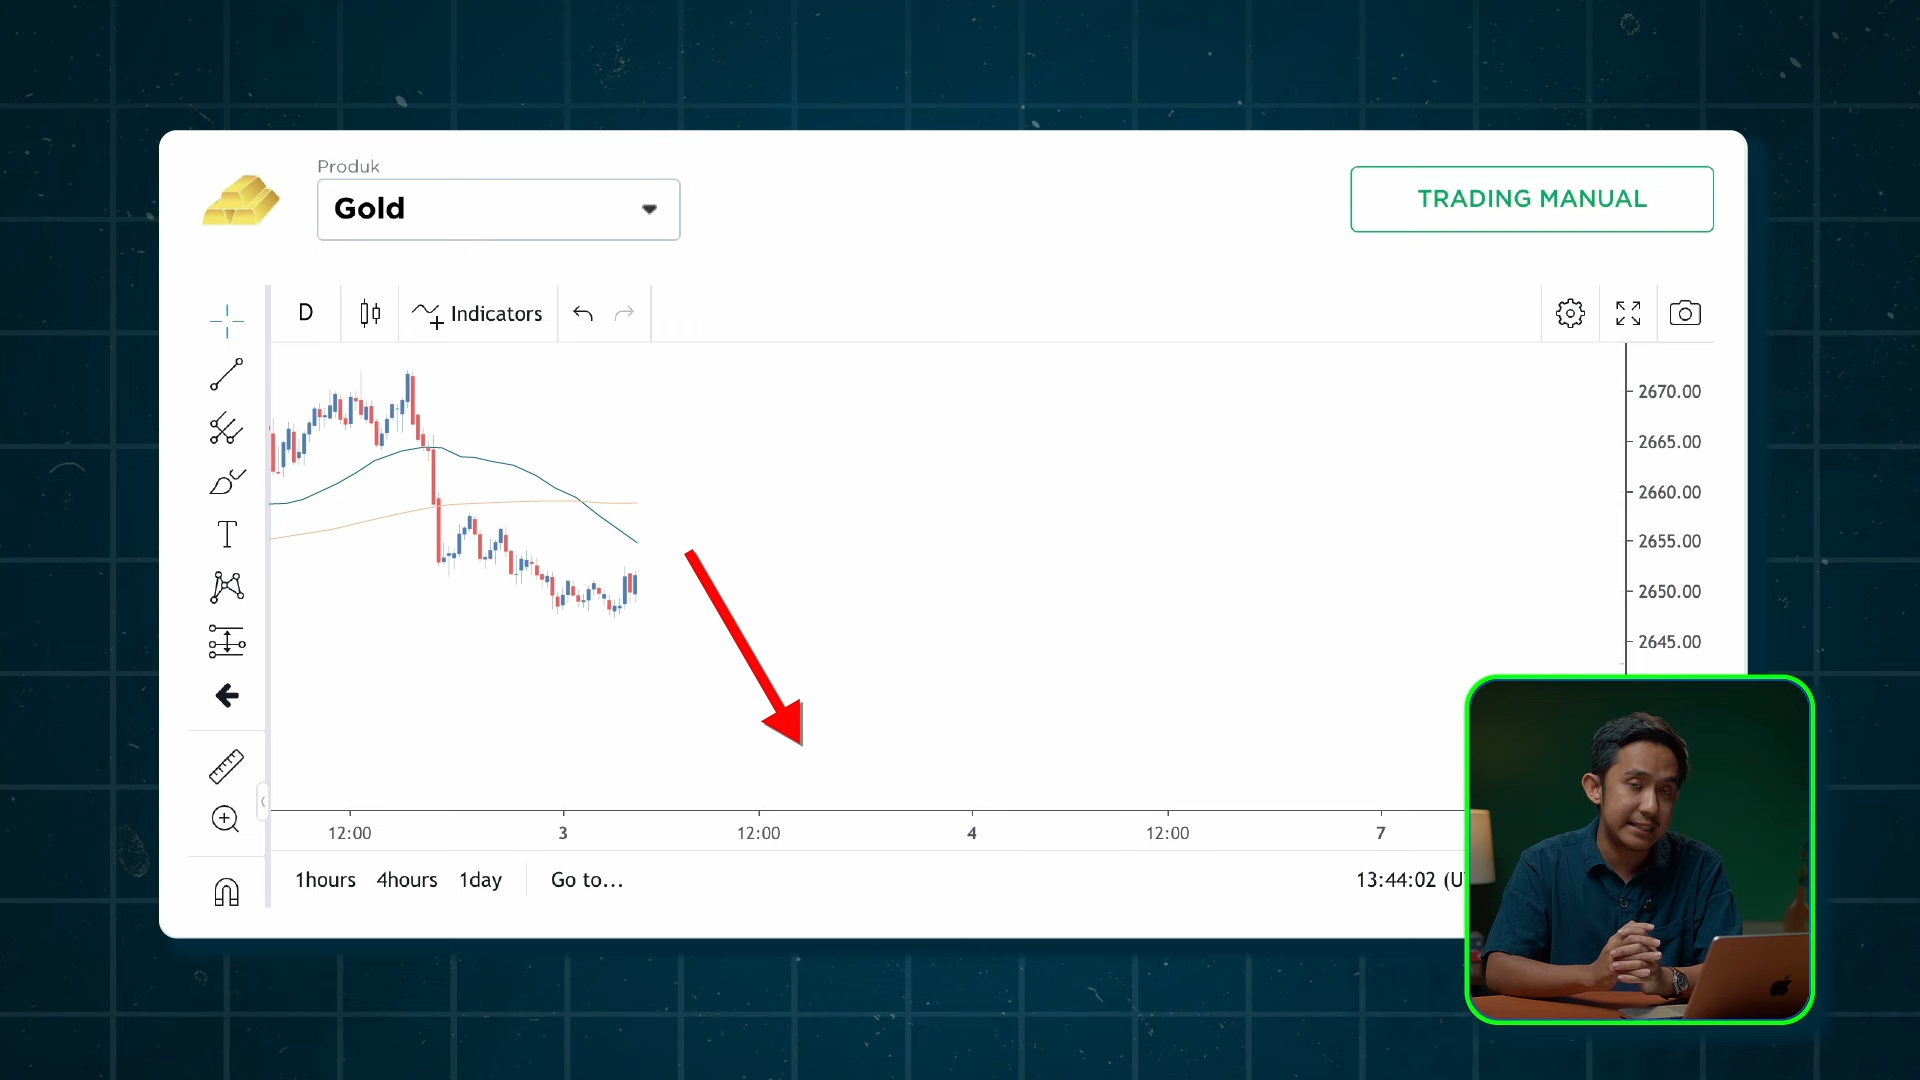 Produk
Gold
TRADING MANUAL
D
Indicators
2670.00
2665.00
2660.00
2655.00
2650.00
2645.00
12:00
3
12:00
4
12:00
7
1hours 4hours 1day Go to...
13:44:02 (U